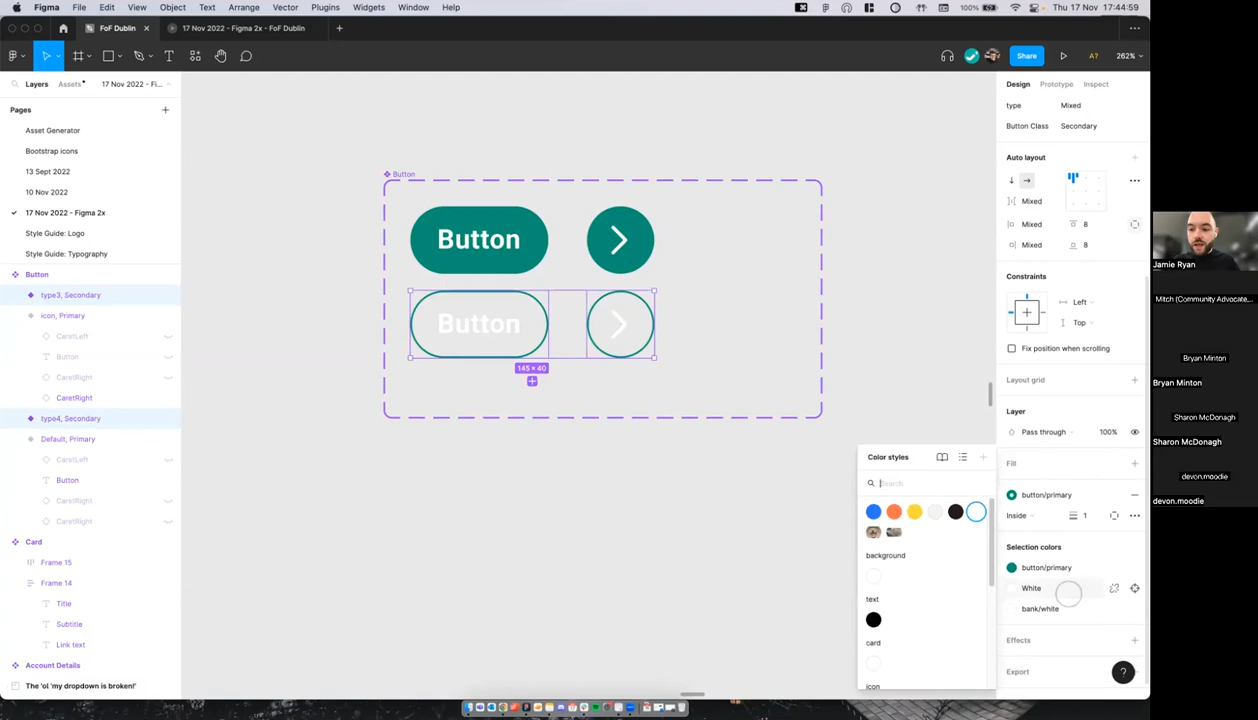 Figma File Edit View Object Text Arrange Vector Plugins Widgets Window Help
100% Thu 17 Nov 17:44:59
FoF Dublin
17 Nov 2022 - Figma 2x - FoF Dublin
Share
A?
262%
Layers
Assets
17 Nov 2022 - Fi...
Pages
Asset Generator
Bootstrap icons
13 Sept 2022
10 Nov 2022
17 Nov 2022 - Figma 2x
Style Guide: Logo
Style Guide: Typography
Button
type3, Secondary
icon, Primary
CaretLeft
Button
CaretRight
CaretRight
type4, Secondary
Default, Primary
CaretLeft
Button
CaretRight
CaretRight
Card
Frame 15
Frame 14
Title
Subtitle
Link text
Account Details
The 'ol 'my dropdown is broken!'
Button
Button
Button
145 × 40
Color styles
Search
background
text
card
icon
Design
Prototype
Inspect
type
Mixed
Button Class
Secondary
Auto layout
Mixed
Mixed
8
Mixed
8
Constraints
Left
Top
Fix position when scrolling
Layout grid
Layer
Pass through
100%
Fill
button/primary
Inside
1
Selection colors
button/primary
White
bank/white
Effects
Export
?
Jamie Ryan
Mitch (Community Advocate,...
Bryan Minton
Bryan Minton
Sharon McDonagh
Sharon McDonagh
devon.moodie
devon.moodie